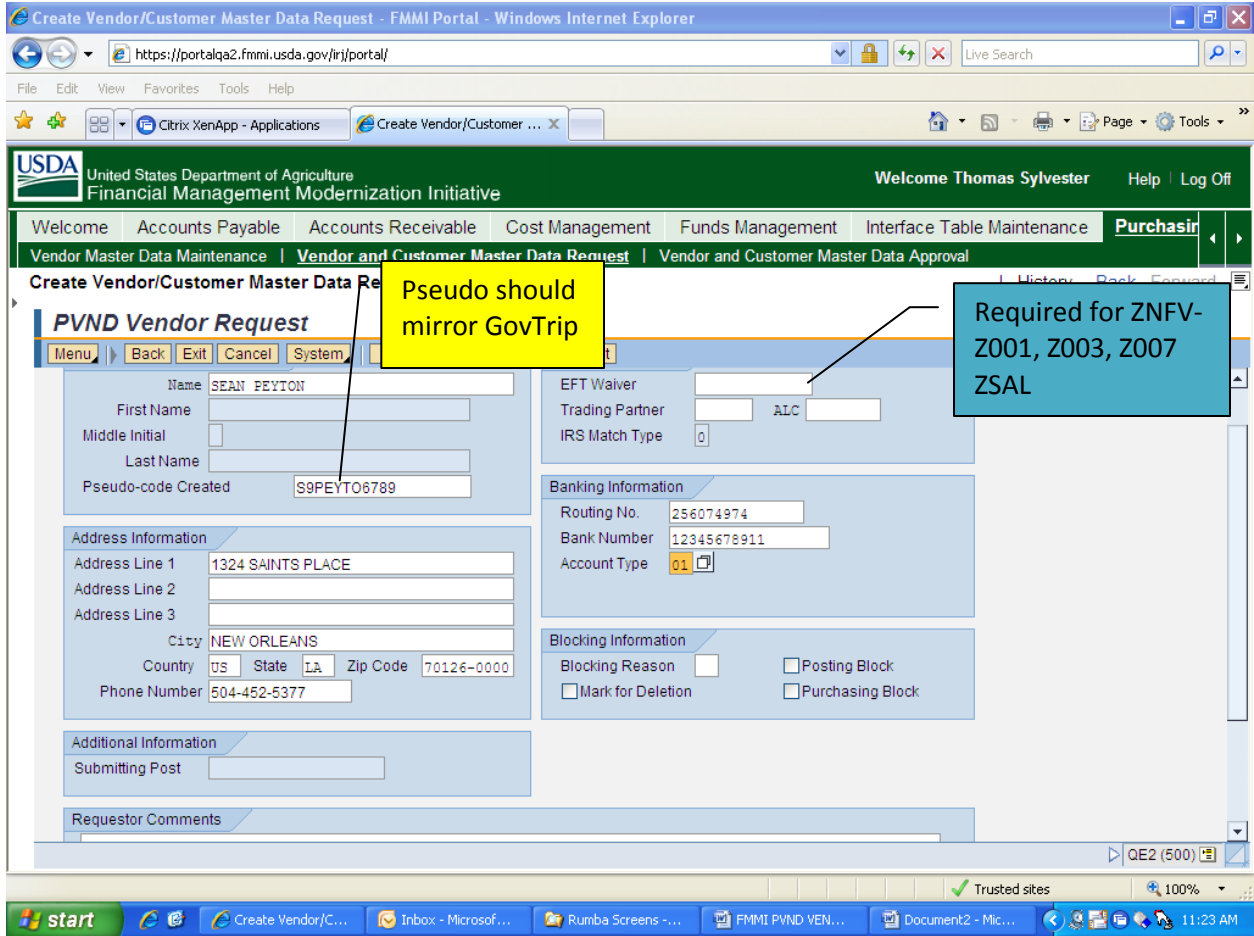 Create Vendor/Customer Master Data Request - FMMI Portal - Windows Internet Explorer
https://portalqa2.fmmi.usda.gov/irj/portal/
Live Search
File Edit View Favorites Tools Help
Citrix XenApp - Applications
Create Vendor/Customer ...
Page Tools
USDA United States Department of Agriculture
Financial Management Modernization Initiative
Welcome Thomas Sylvester Help Log Off
Welcome Accounts Payable Accounts Receivable Cost Management Funds Management Interface Table Maintenance Purchasin
Vendor Master Data Maintenance | Vendor and Customer Master Data Request | Vendor and Customer Master Data Approval
Create Vendor/Customer Master Data Re
History Back Forward
Pseudo should
mirror GovTrip
Required for ZNFV-
Z001, Z003, Z007
ZSAL
PVND Vendor Request
Menu Back Exit Cancel System
Name SEAN PEYTON
First Name
Middle Initial
Last Name
Pseudo-code Created S9PEYTO6789
EFT Waiver
Trading Partner ALC
IRS Match Type 0
Banking Information
Routing No. 256074974
Bank Number 12345678911
Account Type 01
Address Information
Address Line 1 1324 SAINTS PLACE
Address Line 2
Address Line 3
City NEW ORLEANS
Country US State LA Zip Code 70126-0000
Phone Number 504-452-5377
Blocking Information
Blocking Reason Posting Block
Mark for Deletion Purchasing Block
Additional Information
Submitting Post
Requestor Comments
QE2 (500)
Trusted sites 100%
start
Create Vendor/C...
Inbox - Microsof...
Rumba Screens -...
FMMI PVND VEN...
Document2 - Mic...
11:23 AM